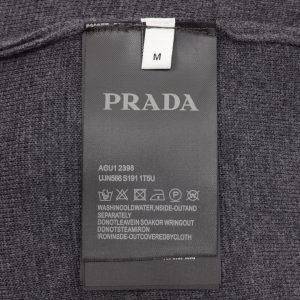 M
PRADA
AGU1 2398
UJN566 S191 1T5U
WASHINCOLDWATER,INSIDE-OUTAND
SEPARATELY
DONOTLEAVEIN SOAKOR WRINGOUT
DONOTSTEAMIRON
IRONINSIDE-OUTCOVEREDBYCLOTH